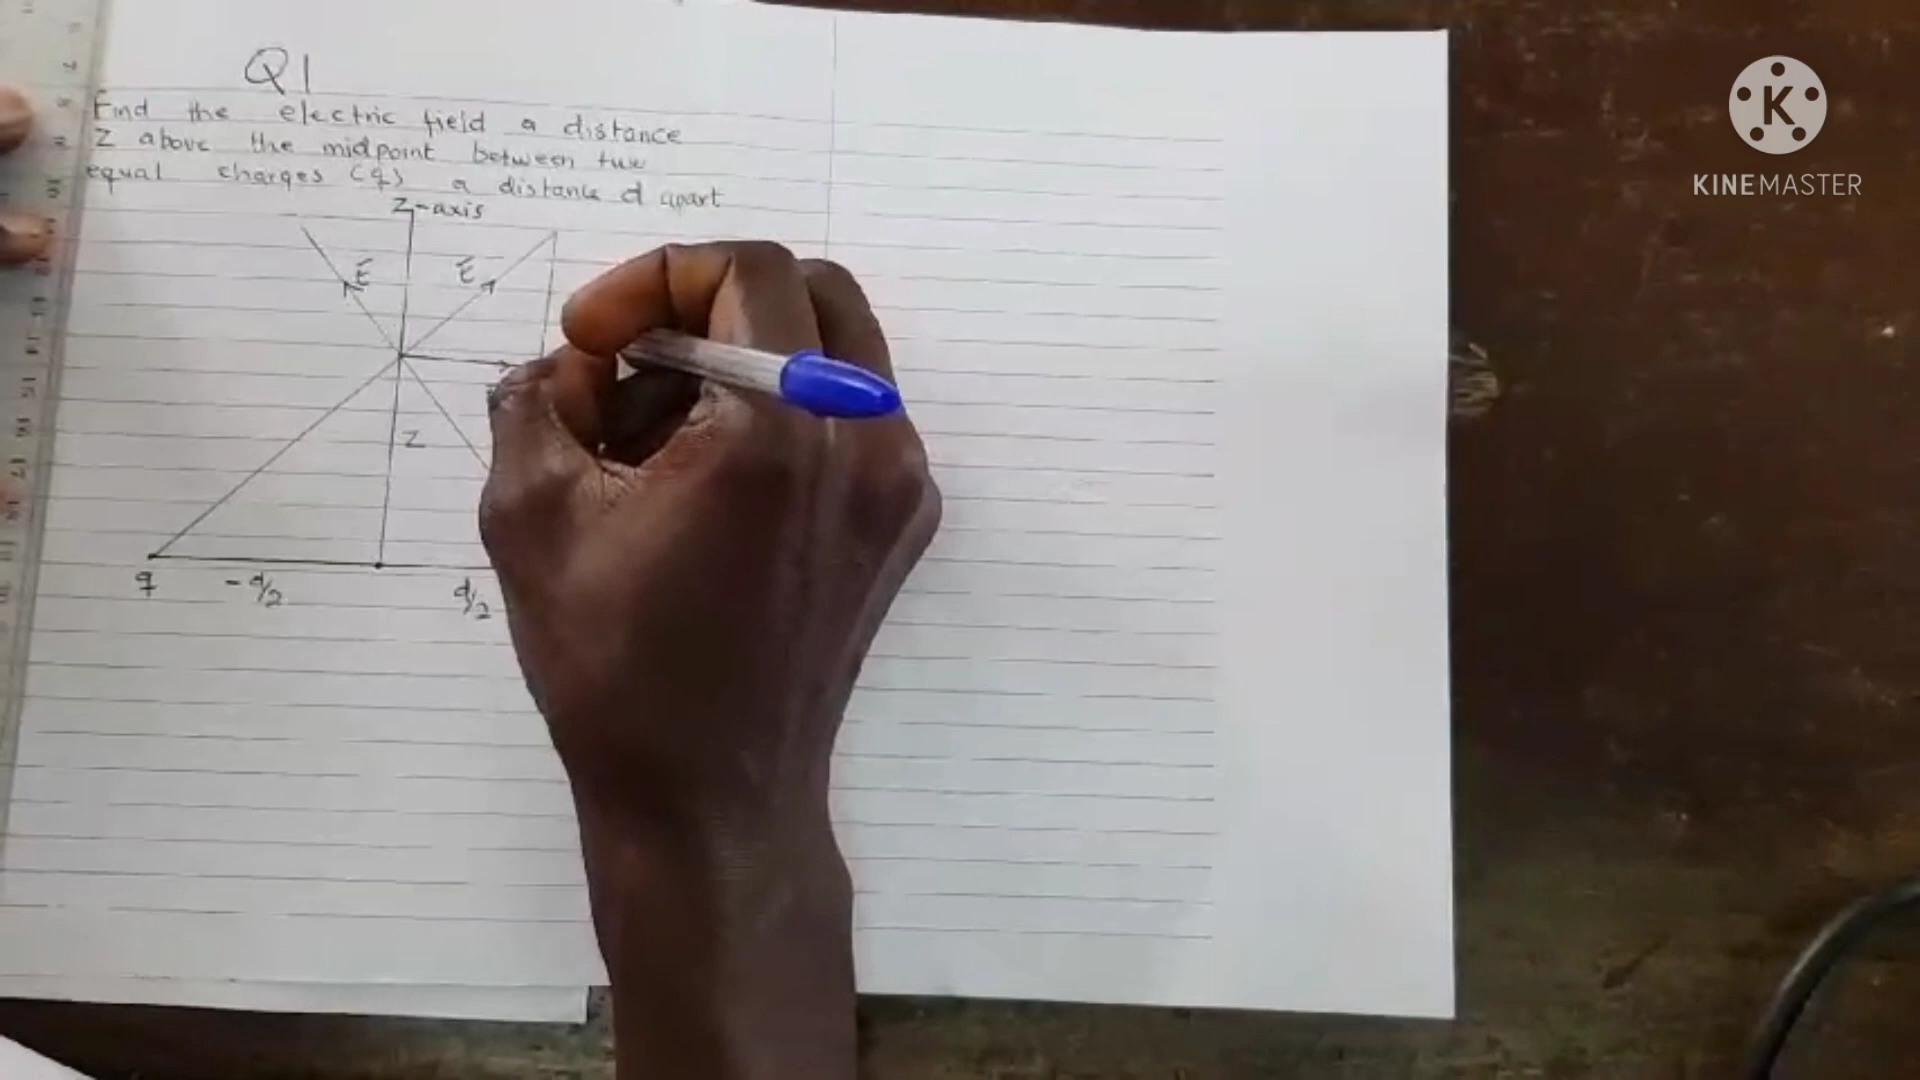 Q1
Find the electric field a distance
Z above the midpoint between two
equal charges (q) a distance d apart
Z-axis
E
E
Z
q
-d/2
d/2
K
KINEMASTER